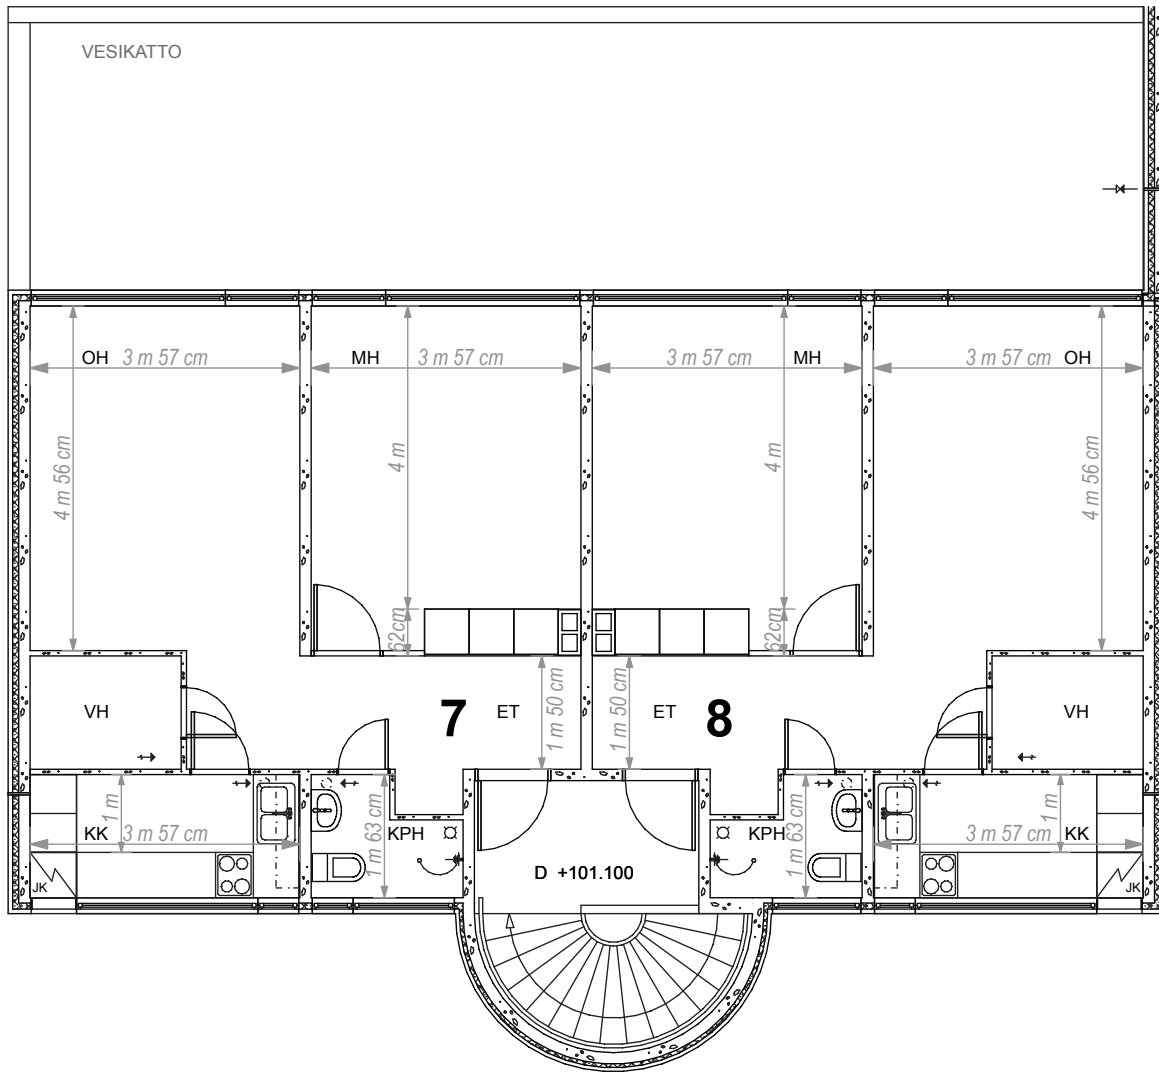 VESIKATTO
OH 3 m 57 cm
MH 3 m 57 cm
3 m 57 cm MH
3 m 57 cm OH
4 m 56 cm
4 m
4 m
4 m 56 cm
62cm
62cm
VH
7 ET
1 m 50 cm
1 m 50 cm
ET 8
VH
1 m
KK 3 m 57 cm
1 m 63 cm
KPH
KPH
1 m 63 cm
3 m 57 cm KK
1 m
JK
D +101.100
JK